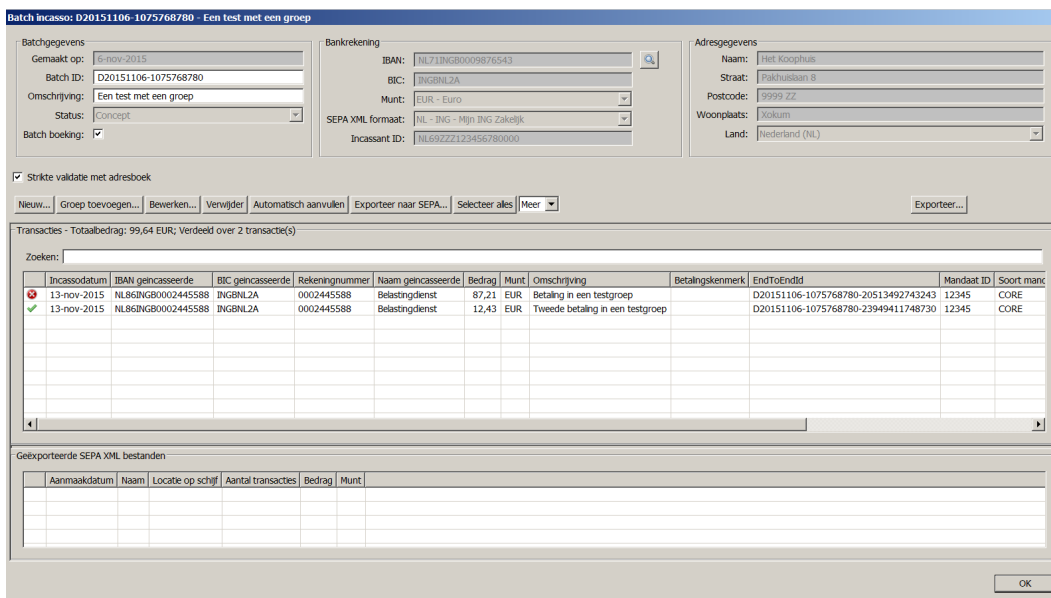 Batch incasso: D20151106-1075768780 - Een test met een groep
Batchgegevens
Gemaakt op: 6-nov-2015
Batch ID: D20151106-1075768780
Omschrijving: Een test met een groep
Status: Concept
Batch boeking:
Bankrekening
IBAN: NL71INGB0009876543
BIC: INGBNL2A
Munt: EUR - Euro
SEPA XML formaat: NL - ING - Mijn ING Zakelijk
Incassant ID: NL69ZZZ123456780000
Adresgegevens
Naam: Het Koophuis
Straat: Pakhuislaan 8
Postcode: 9999 ZZ
Woonplaats: Xokum
Land: Nederland (NL)
Strikte validatie met adresboek
Nieuw... Groep toevoegen... Bewerken... Verwijder Automatisch aanvullen Exporteer naar SEPA... Selecteer alles Meer Exporteer...
Transacties - Totaalbedrag: 99,64 EUR; Verdeeld over 2 transactie(s)
Zoeken:
Incassodatum IBAN geincasseerde BIC geincasseerde Rekeningnummer Naam geincasseerde Bedrag Munt Omschrijving Betalingskenmerk EndToEndId Mandaat ID Soort mand
13-nov-2015 NL86INGB0002445588 INGBNL2A 0002445588 Belastingdienst 87,21 EUR Betaling in een testgroep D20151106-1075768780-20513492743243 12345 CORE
13-nov-2015 NL86INGB0002445588 INGBNL2A 0002445588 Belastingdienst 12,43 EUR Tweede betaling in een testgroep D20151106-1075768780-23949411748730 12345 CORE
Geëxporteerde SEPA XML bestanden
Aanmaakdatum Naam Locatie op schijf Aantal transacties Bedrag Munt
OK